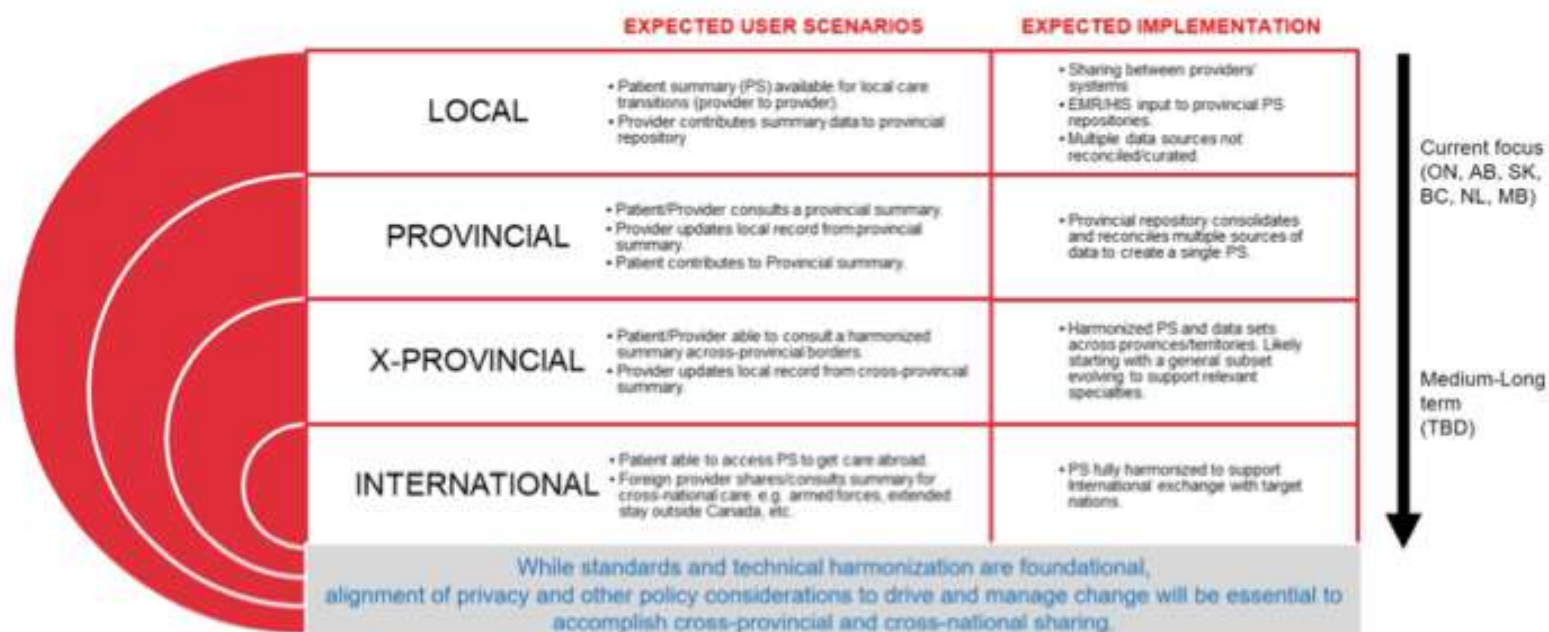 EXPECTED USER SCENARIOS
EXPECTED IMPLEMENTATION
LOCAL
• Patient summary (PS) available for local care
transitions (provider to provider).
• Provider contributes summary data to provincial
repository
• Sharing between providers'
systems
• EMR/HIS input to provincial PS
repositories.
• Multiple data sources not
reconciled/curated.
PROVINCIAL
• Patient/Provider consults a provincial summary.
• Provider updates local record from provincial
summary.
• Patient contributes to Provincial summary.
• Provincial repository consolidates
and reconciles multiple sources of
data to create a single PS.
X-PROVINCIAL
• Patient/Provider able to consult a harmonized
summary across-provincial borders.
• Provider updates local record from cross-provincial
summary.
• Harmonized PS and data sets
across provinces/territories. Likely
starting with a general subset
evolving to support relevant
specialties.
INTERNATIONAL
• Patient able to access PS to get care abroad.
• Foreign provider shares/consults summary for
cross-national care. e.g. armed forces, extended
stay outside Canada, etc.
• PS fully harmonized to support
International exchange with target
nations.
Current focus
(ON, AB, SK,
BC, NL, MB)
Medium-Long
term
(TBD)
While standards and technical harmonization are foundational,
alignment of privacy and other policy considerations to drive and manage change will be essential to
accomplish cross-provincial and cross-national sharing.